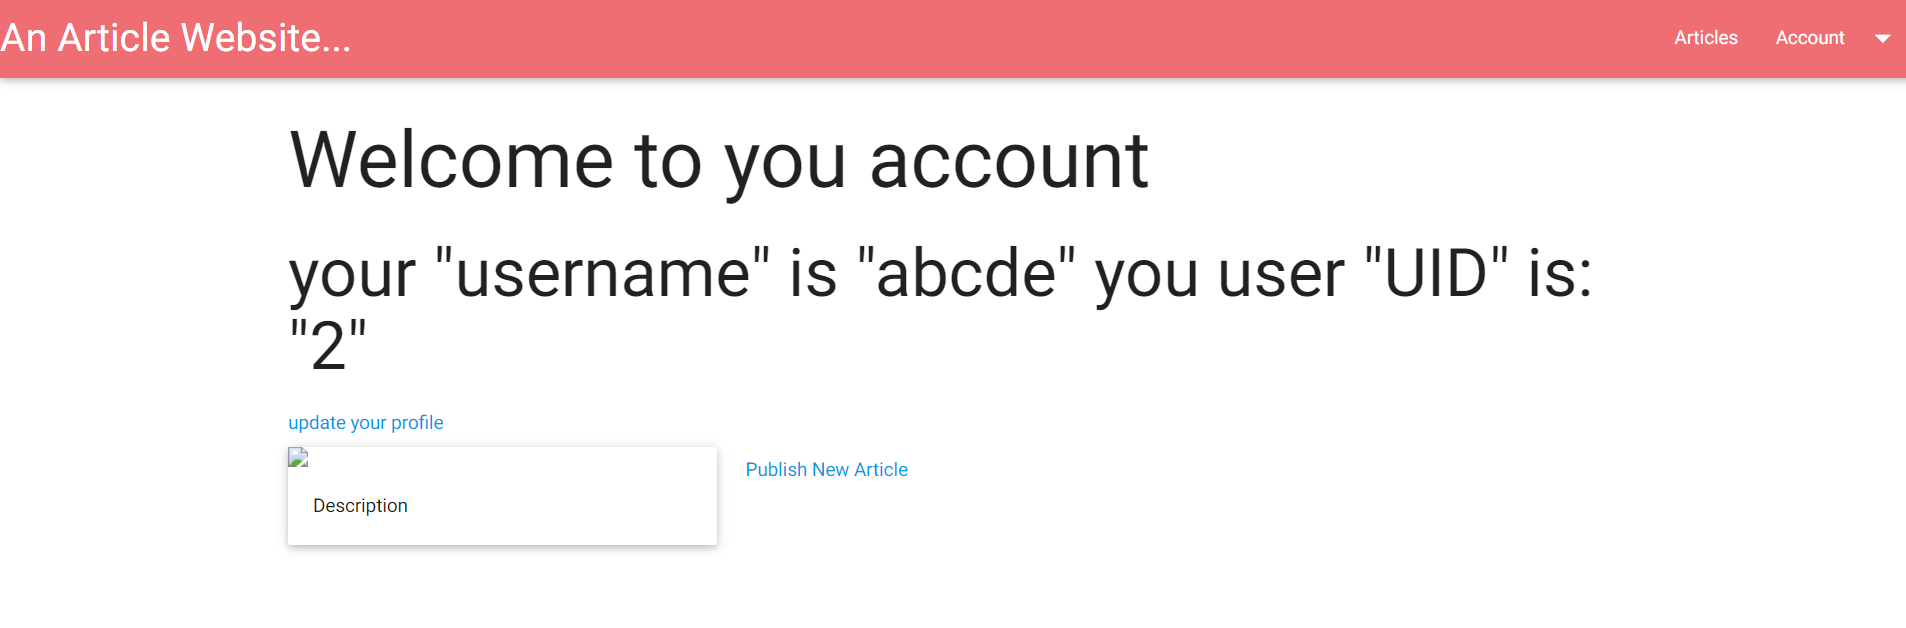 An Article Website...
Articles
Account
Welcome to you account
your "username" is "abcde" you user "UID" is:
"2"
update your profile
Publish New Article
Description